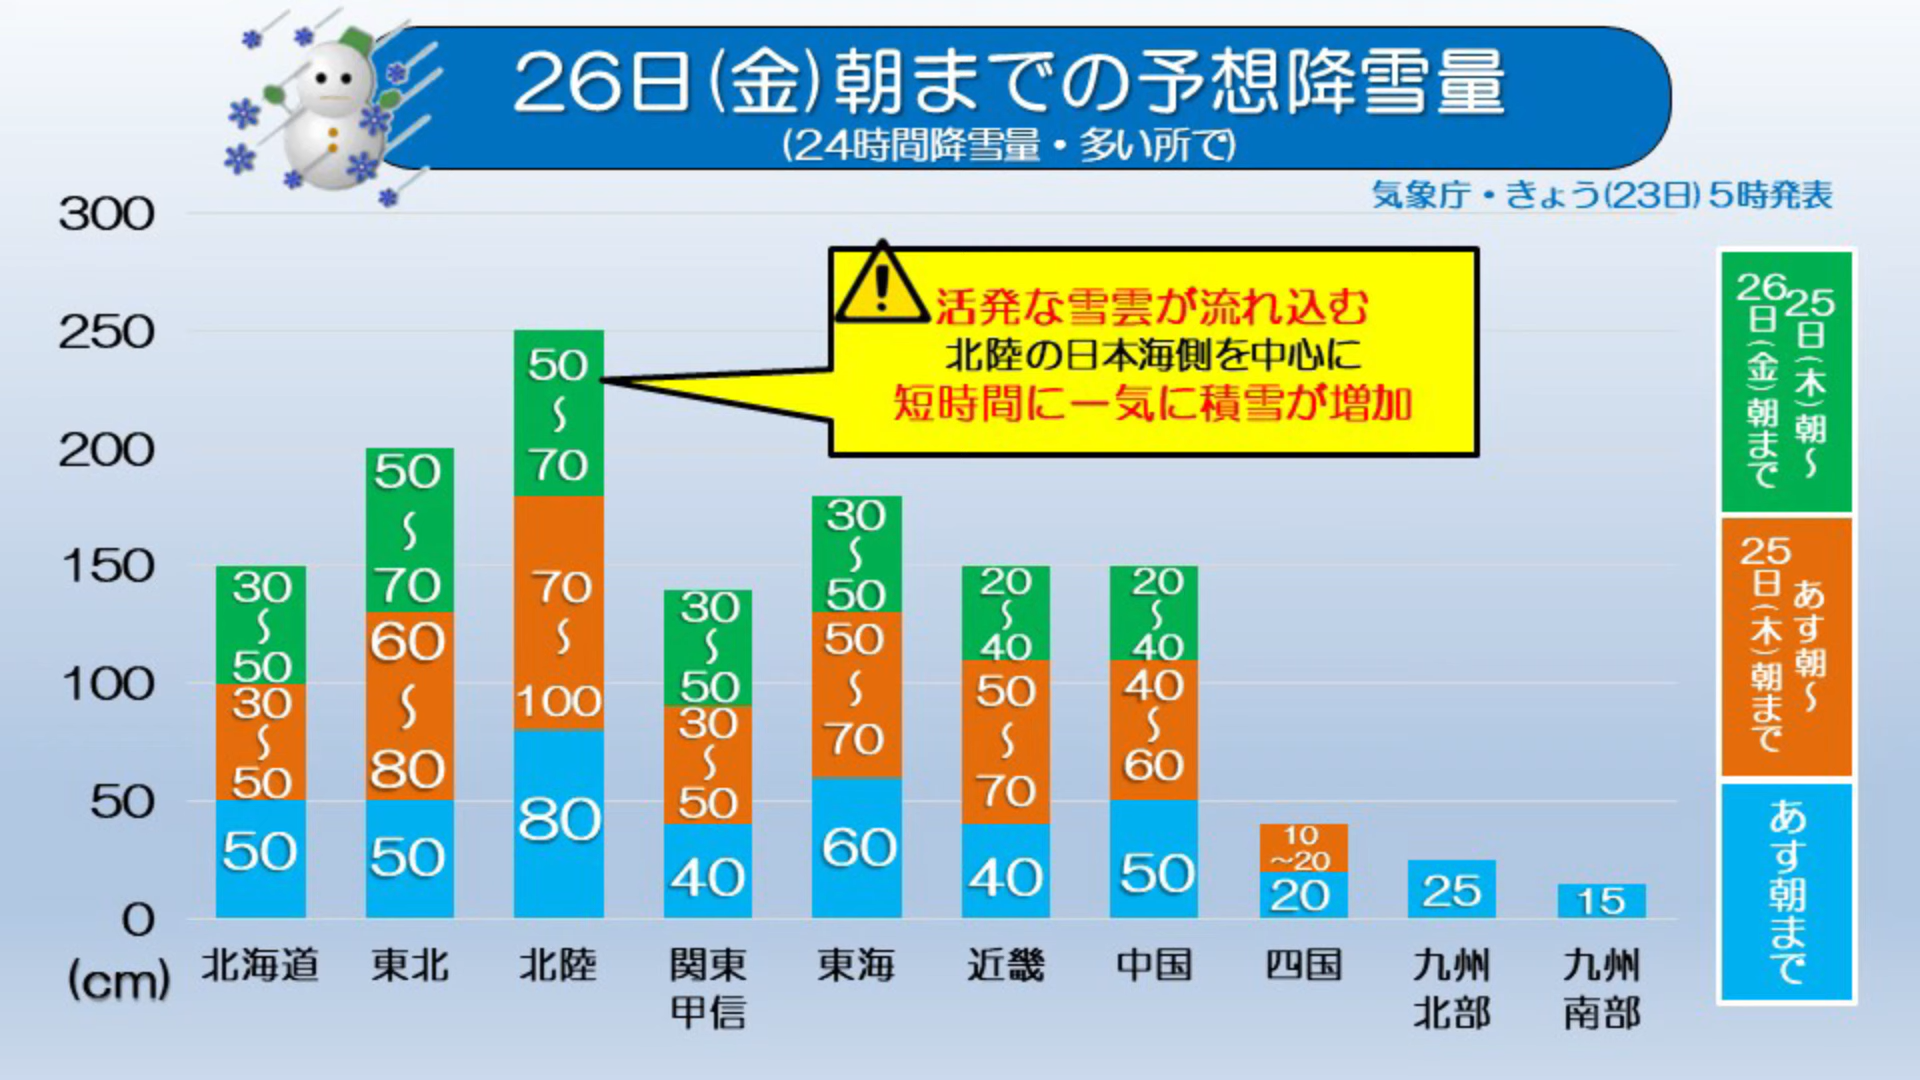 26日(金)朝までの予想降雪量
(24時間降雪量・多い所で)
気象庁・きょう(23日)5時発表
300
250
200
150
100
50
0
(cm)
活発な雪雲が流れ込む
北陸の日本海側を中心に
短時間に一気に積雪が増加
30
～
50
30
～
50
50
北海道
50
～
70
60
～
80
50
東北
50
～
70
70
～
100
80
北陸
30
～
50
30
～
50
40
関東
甲信
30
～
50
50
～
70
60
東海
20
～
40
50
～
70
40
近畿
20
～
40
40
～
60
50
中国
10
～20
20
四国
25
九州
北部
15
九州
南部
25日(木)朝～
26日(金)朝まで
あす朝～
25日(木)朝まで
あす朝まで